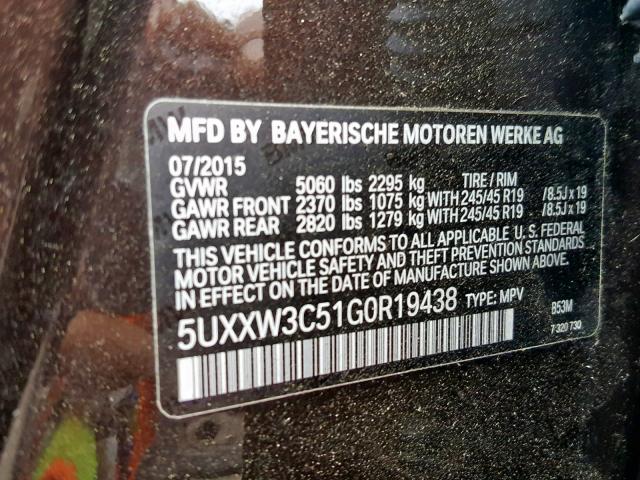 MFD BY BAYERISCHE MOTOREN WERKE AG
07/2015
GVWR 5060 lbs 2295 kg TIRE / RIM
GAWR FRONT 2370 lbs 1075 kg WITH 245/45 R19 /8.5J x 19
GAWR REAR 2820 lbs 1279 kg WITH 245/45 R19 /8.5J x 19
THIS VEHICLE CONFORMS TO ALL APPLICABLE U. S. FEDERAL
MOTOR VEHICLE SAFETY AND THEFT PREVENTION STANDARDS
IN EFFECT ON THE DATE OF MANUFACTURE SHOWN ABOVE.
5UXXW3C51G0R19438 TYPE: MPV B53M
7 320 730